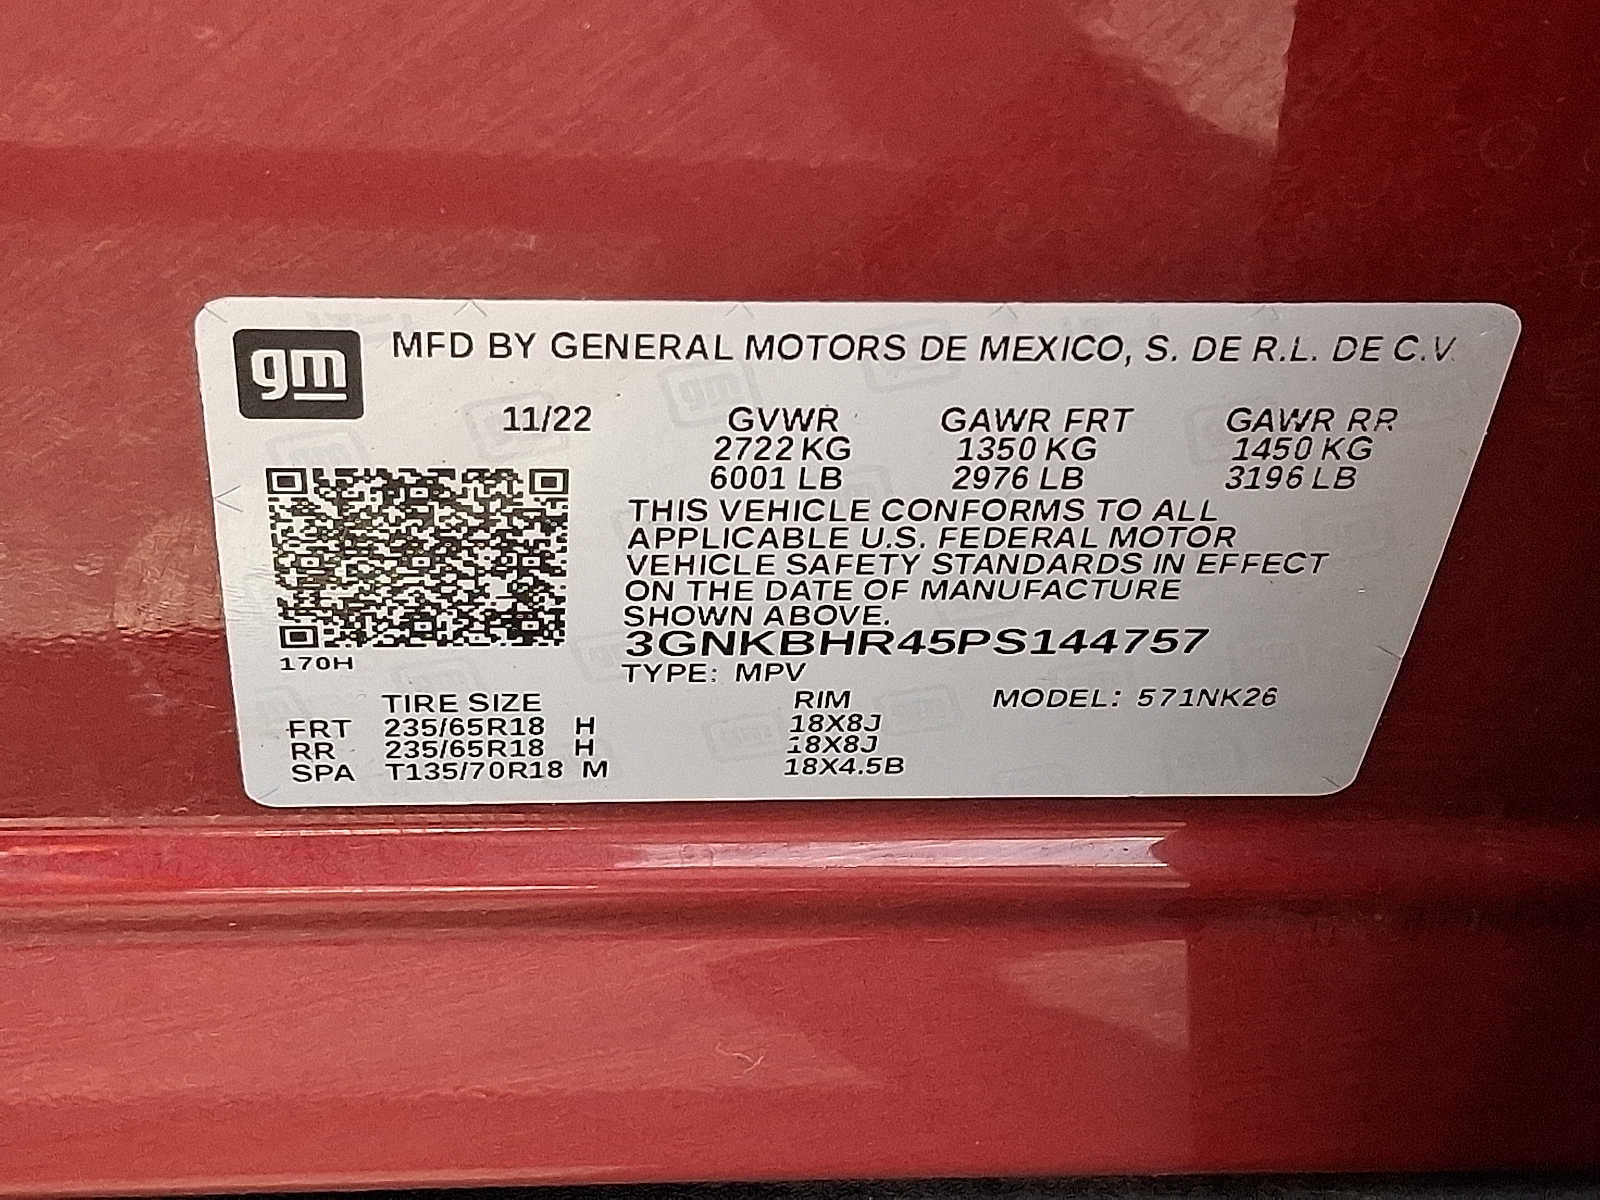 gm
MFD BY GENERAL MOTORS DE MEXICO, S. DE R.L. DE C.V.
11/22 GVWR GAWR FRT GAWR RR
2722 KG 1350 KG 1450 KG
6001 LB 2976 LB 3196 LB
THIS VEHICLE CONFORMS TO ALL
APPLICABLE U.S. FEDERAL MOTOR
VEHICLE SAFETY STANDARDS IN EFFECT
ON THE DATE OF MANUFACTURE
SHOWN ABOVE.
3GNKBHR45PS144757
170H
TYPE: MPV
TIRE SIZE RIM MODEL: 571NK26
FRT 235/65R18 H 18X8J
RR 235/65R18 H 18X8J
SPA T135/70R18 M 18X4.5B